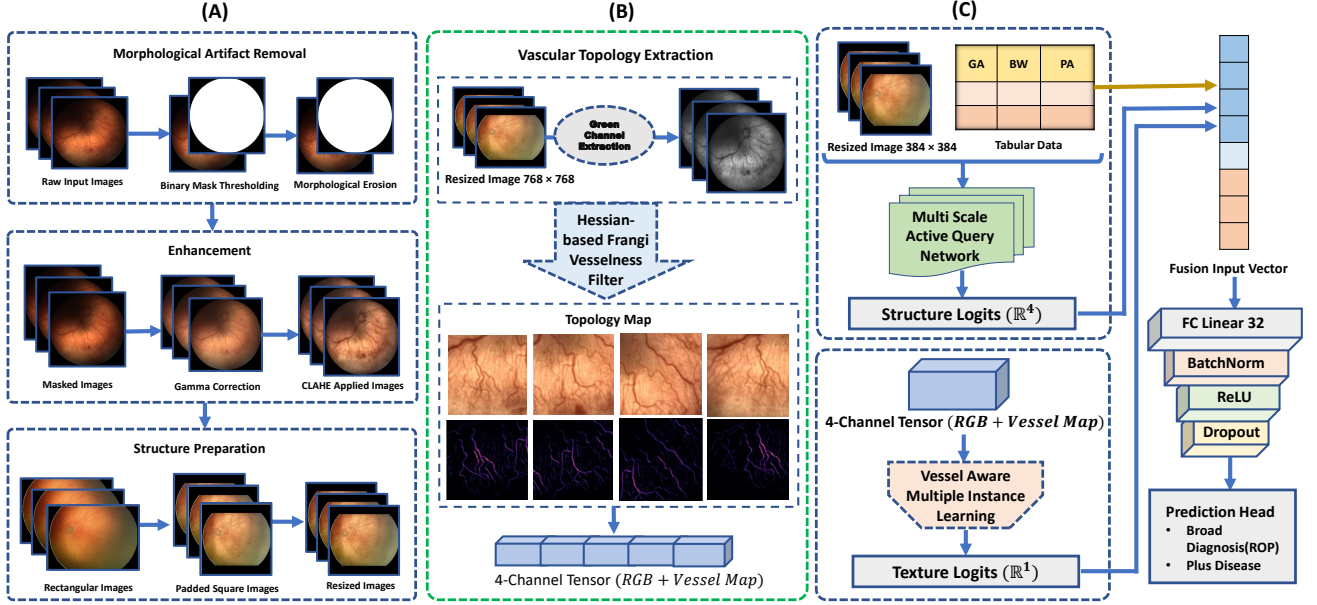 (A)
Morphological Artifact Removal
Raw Input Images
Binary Mask Thresholding
Morphological Erosion
Enhancement
Masked Images
Gamma Correction
CLAHE Applied Images
Structure Preparation
Rectangular Images
Padded Square Images
Resized Images
(B)
Vascular Topology Extraction
Resized Image 768 × 768
Green
Channel
Extraction
Hessian-
based Frangi
Vesselness
Filter
Topology Map
4-Channel Tensor (RGB + Vessel Map)
(C)
GA BW PA
Resized Image 384 × 384
Tabular Data
Multi Scale
Active Query
Network
Structure Logits (ℝ⁴)
4-Channel Tensor (RGB + Vessel Map)
Vessel Aware
Multiple Instance
Learning
Texture Logits (ℝ¹)
Fusion Input Vector
FC Linear 32
BatchNorm
ReLU
Dropout
Prediction Head
• Broad
Diagnosis(ROP)
• Plus Disease